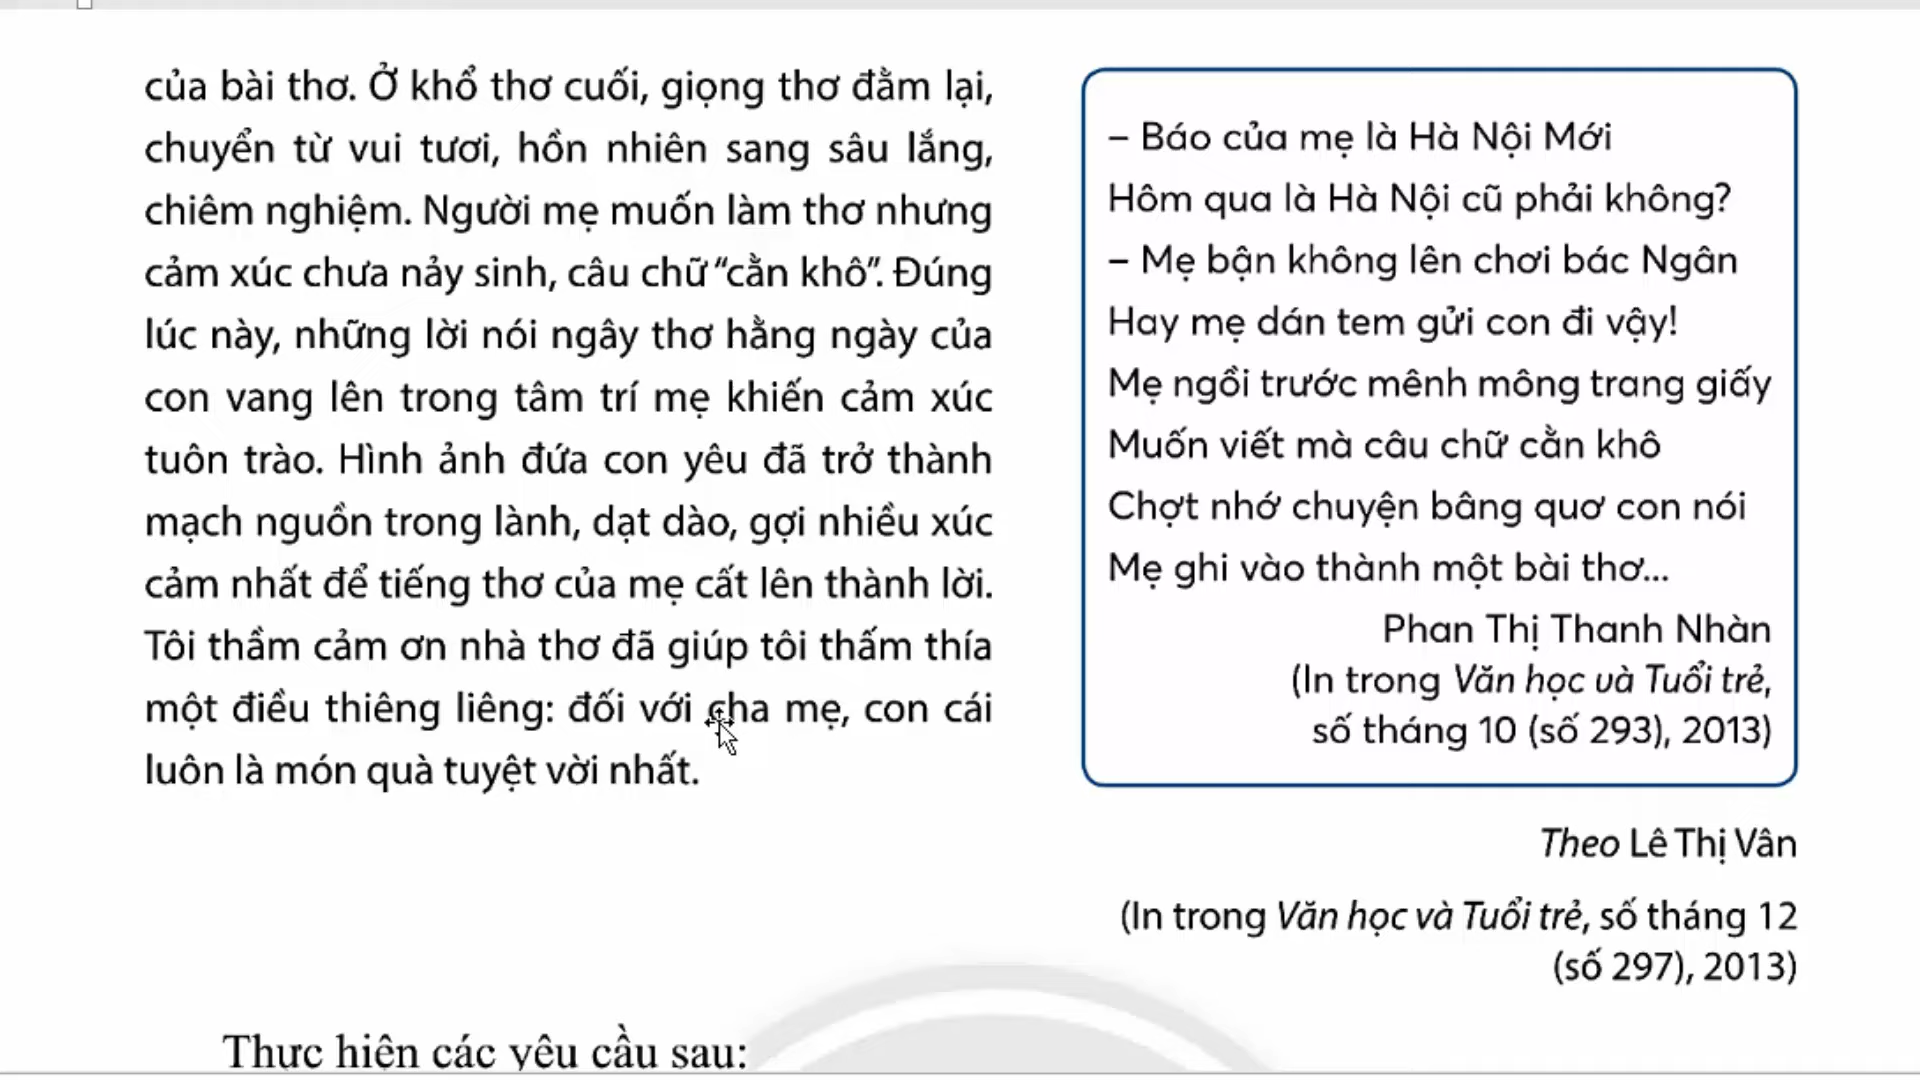 của bài thơ. Ở khổ thơ cuối, giọng thơ đằm lại,
chuyển từ vui tươi, hồn nhiên sang sâu lắng,
chiêm nghiệm. Người mẹ muốn làm thơ nhưng
cảm xúc chưa nảy sinh, câu chữ “cằn khô”. Đúng
lúc này, những lời nói ngây thơ hằng ngày của
con vang lên trong tâm trí mẹ khiến cảm xúc
tuôn trào. Hình ảnh đứa con yêu đã trở thành
mạch nguồn trong lành, dạt dào, gợi nhiều xúc
cảm nhất để tiếng thơ của mẹ cất lên thành lời.
Tôi thầm cảm ơn nhà thơ đã giúp tôi thấm thía
một điều thiêng liêng: đối với cha mẹ, con cái
luôn là món quà tuyệt vời nhất.
– Báo của mẹ là Hà Nội Mới
Hôm qua là Hà Nội cũ phải không?
– Mẹ bận không lên chơi bác Ngân
Hay mẹ dán tem gửi con đi vậy!
Mẹ ngồi trước mênh mông trang giấy
Muốn viết mà câu chữ cằn khô
Chợt nhớ chuyện bâng quơ con nói
Mẹ ghi vào thành một bài thơ...
Phan Thị Thanh Nhàn
(In trong Văn học và Tuổi trẻ,
số tháng 10 (số 293), 2013)
Theo Lê Thị Vân
(In trong Văn học và Tuổi trẻ, số tháng 12
(số 297), 2013)
Thực hiện các yêu cầu sau: